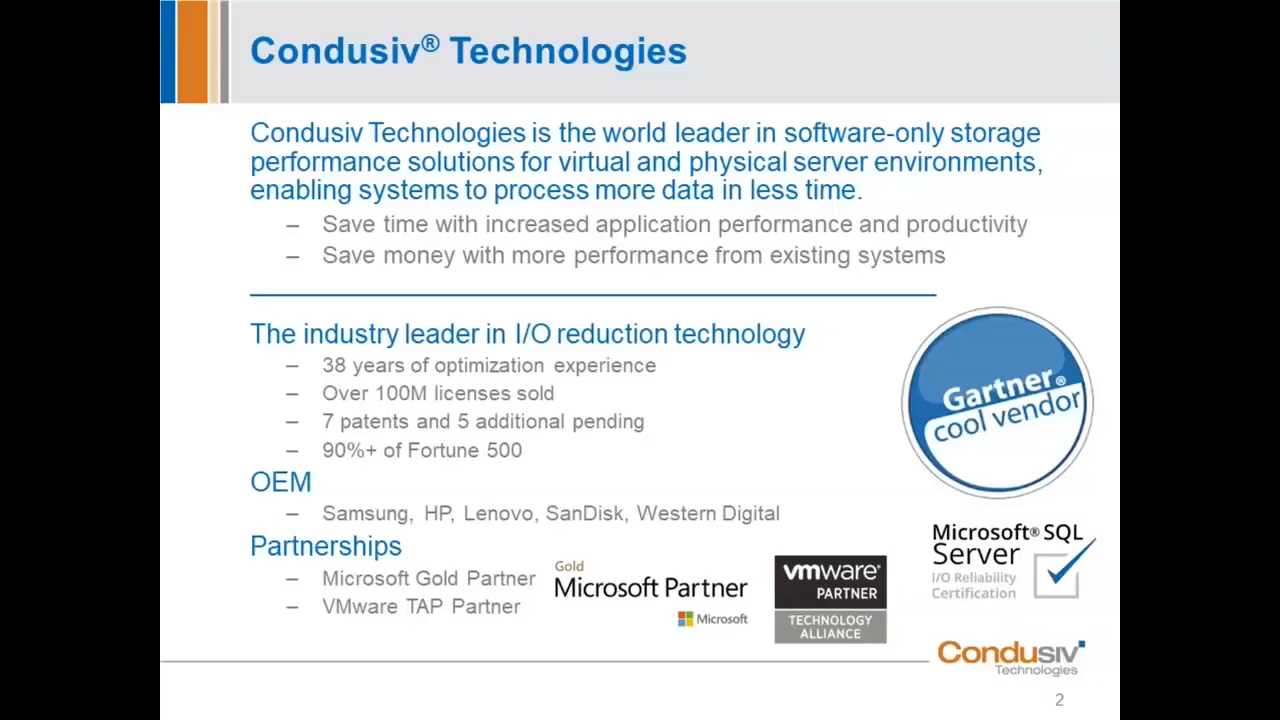 Condusiv® Technologies
Condusiv Technologies is the world leader in software-only storage
performance solutions for virtual and physical server environments,
enabling systems to process more data in less time.
– Save time with increased application performance and productivity
– Save money with more performance from existing systems
The industry leader in I/O reduction technology
– 38 years of optimization experience
– Over 100M licenses sold
– 7 patents and 5 additional pending
– 90%+ of Fortune 500
Gartner®
cool vendor
OEM
– Samsung, HP, Lenovo, SanDisk, Western Digital
Partnerships
– Microsoft Gold Partner
– VMware TAP Partner
Gold
Microsoft Partner
Microsoft
vmware®
PARTNER
TECHNOLOGY
ALLIANCE
Microsoft® SQL
Server
I/O Reliability
Certification
Condusiv
Technologies
2